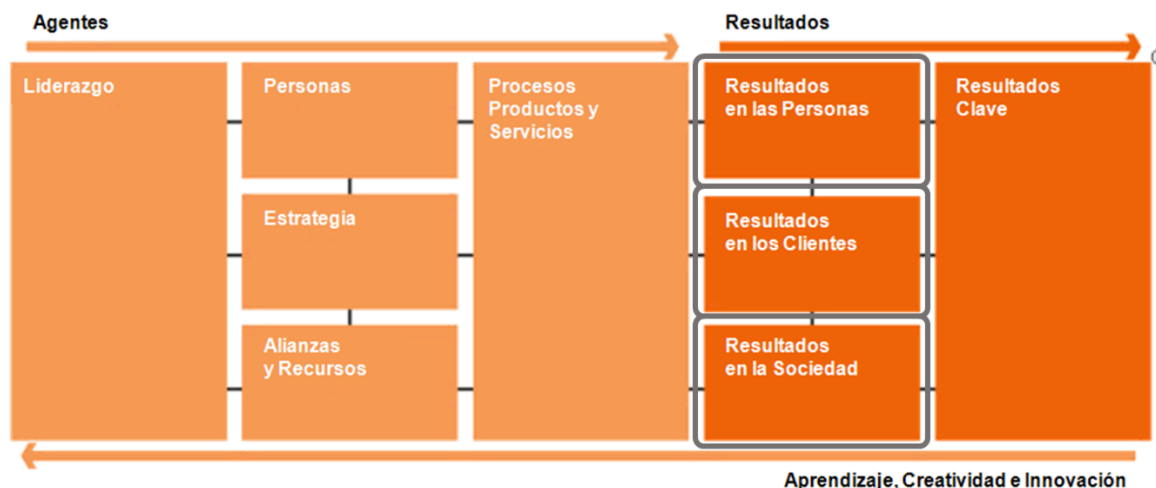 Agentes
Resultados
Liderazgo
Personas
Procesos
Productos y
Servicios
Resultados
en las Personas
Resultados
Clave
Estrategia
Resultados
en los Clientes
Alianzas
y Recursos
Resultados
en la Sociedad
Aprendizaje, Creatividad e Innovación